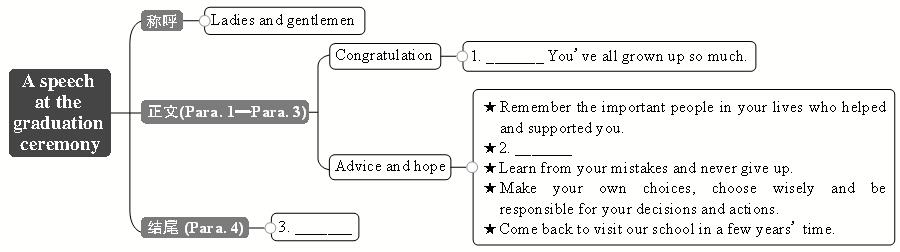 A speech
at the
graduation
ceremony
称呼
Ladies and gentlemen
正文(Para. 1—Para. 3)
Congratulation
1. _______ You've all grown up so much.
Advice and hope
★Remember the important people in your lives who helped
and supported you.
★2. _______
★Learn from your mistakes and never give up.
★Make your own choices, choose wisely and be
responsible for your decisions and actions.
★Come back to visit our school in a few years' time.
结尾 (Para. 4)
3. _______